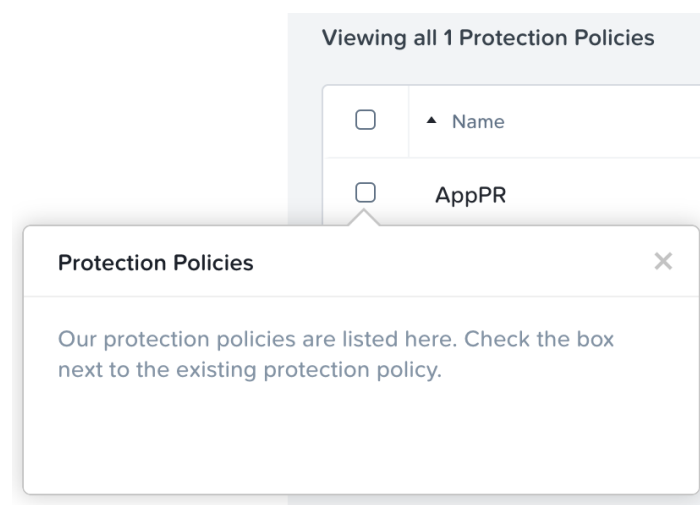 Viewing all 1 Protection Policies
Name
AppPR
Protection Policies
Our protection policies are listed here. Check the box
next to the existing protection policy.